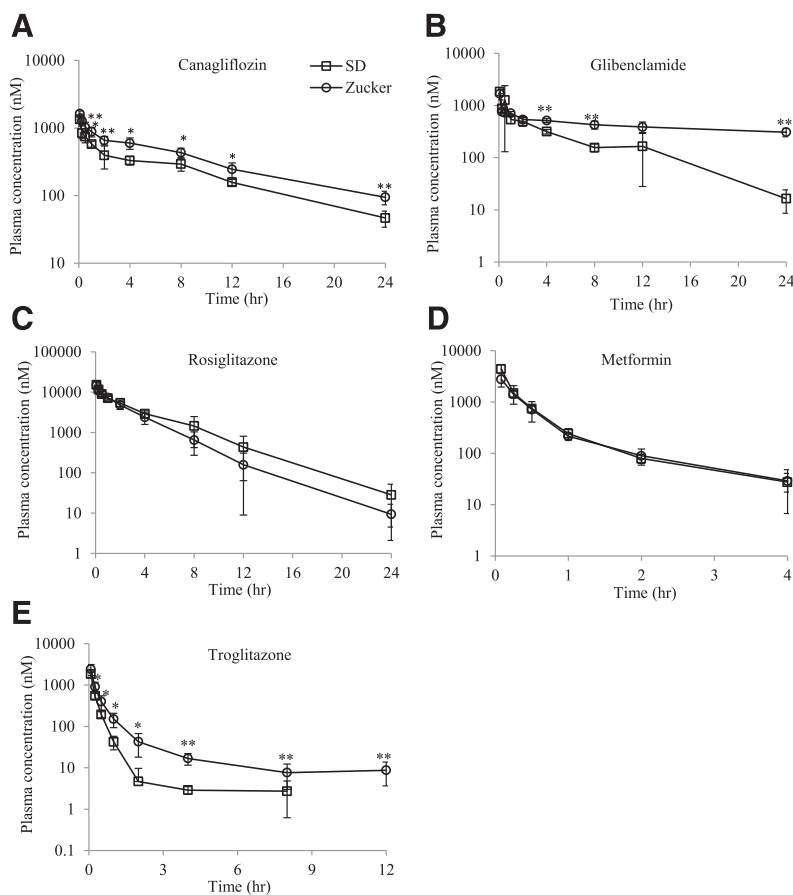 A
Canagliflozin
SD
Zucker
Plasma concentration (nM)
10000
1000
100
10
** * ** * * * **
0 4 8 12 16 20 24
Time (hr)
B
Glibenclamide
Plasma concentration (nM)
10000
1000
100
10
1
** ** **
0 4 8 12 16 20 24
Time (hr)
C
Rosiglitazone
Plasma concentration (nM)
100000
10000
1000
100
10
1
0 4 8 12 16 20 24
Time (hr)
D
Metformin
Plasma concentration (nM)
10000
1000
100
10
1
0 1 2 3 4
Time (hr)
E
Troglitazone
Plasma concentration (nM)
10000
1000
100
10
1
0.1
* * * * ** ** **
0 3 6 9 12
Time (hr)